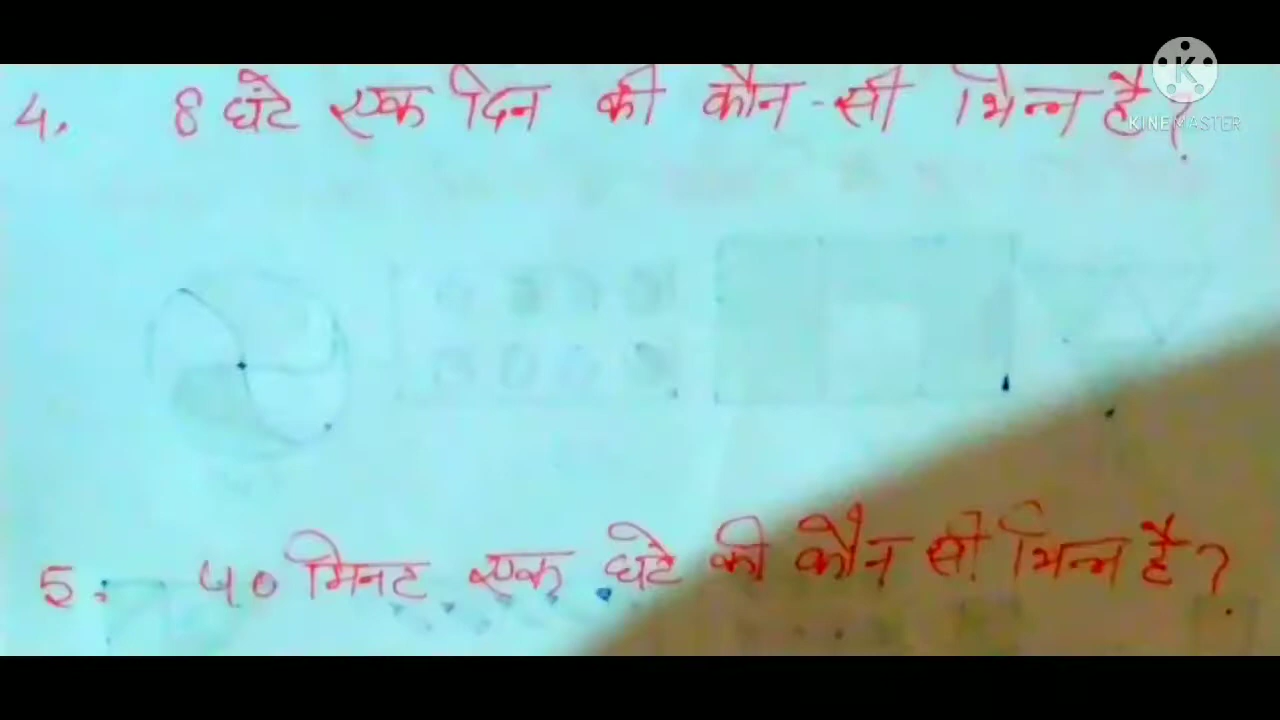 4. 8 घंटे एक दिन की कौन-सी भिन्न है?
KINEMASTER
5. 40 मिनट एक घंटे की कौन सी भिन्न है?